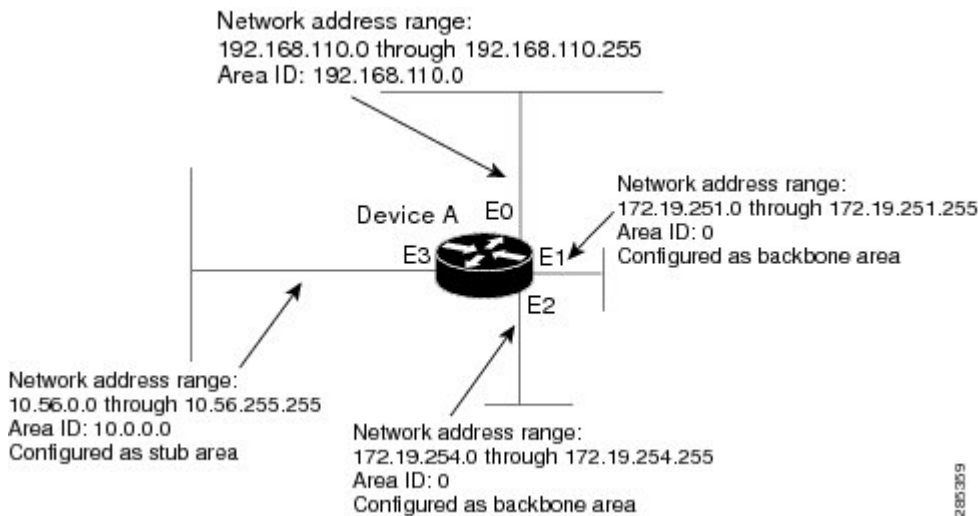 Network address range:
192.168.110.0 through 192.168.110.255
Area ID: 192.168.110.0
Network address range:
172.19.251.0 through 172.19.251.255
Area ID: 0
Configured as backbone area
Device A
E0
E3
E1
E2
Network address range:
10.56.0.0 through 10.56.255.255
Area ID: 10.0.0.0
Configured as stub area
Network address range:
172.19.254.0 through 172.19.254.255
Area ID: 0
Configured as backbone area
285359